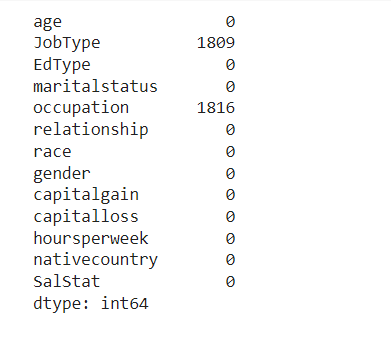 age 0
JobType 1809
EdType 0
maritalstatus 0
occupation 1816
relationship 0
race 0
gender 0
capitalgain 0
capitalloss 0
hoursperweek 0
nativecountry 0
SalStat 0
dtype: int64